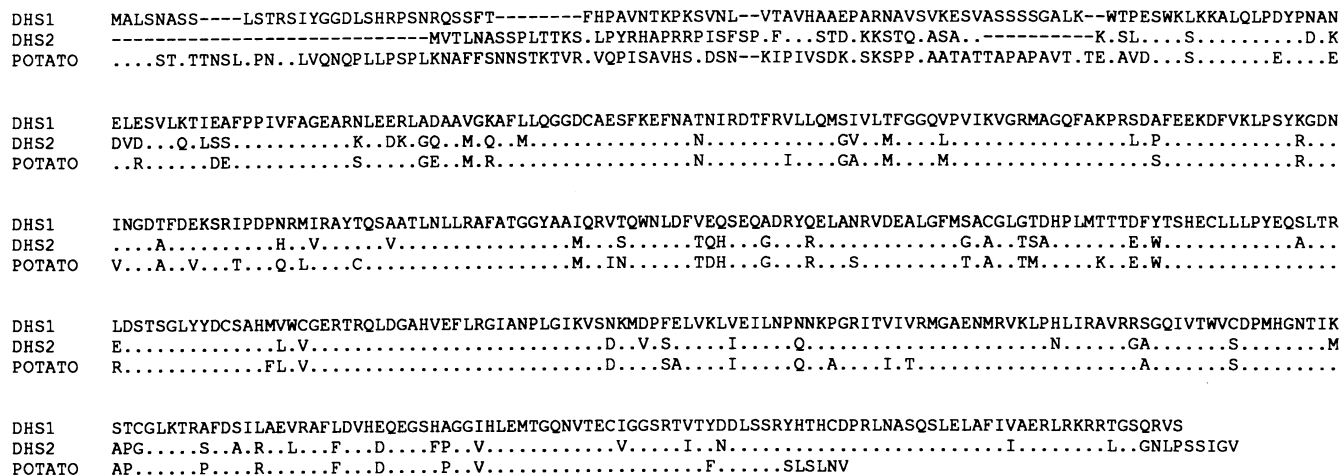 DHS1 MALSNASS----LSTRSIYGGDLSHRPSNRQSSFT--------FHPAVNTKPKSVNL--VTAVHAAEPARNAVSVKESVASSSSGALK--WTPESWKLKKALQLPDYPNAN
DHS2 ----------------------------MVTLNASSPLTTKS.LPYRHAPRRPISFSP.F...STD.KKSTQ.ASA..----------K.SL....S.........D.K
POTATO ....ST.TTNSL.PN..LVQNQPLLPSPLKNAFFSNNSTKTVR.VQPISAVHS.DSN--KIPIVSDK.SKSPP.AATATTAPAPAVT.TE.AVD...S.......E...E
DHS1 ELESVLKTIEAFPPIVFAGEARNLEERLADAAVGKAFLLQGGDCAESFKEFNATNIRDTFRVLLQMSIVLTFGGQVPVIKVGRMAGQFAKPRSDAFEEKDFVKLPSYKGDN
DHS2 DVD...Q.LSS...........K..DK.GQ..M.Q..M...............N............GV..M....L................L.P............R...
POTATO ..R......DE...........S.....GE..M.R..................N.......I....GA..M....M..................S............R...
DHS1 INGDTFDEKSRIPDPNRMIRAYTQSAATLNLLRAFATGGYAAIQRVTQWNLDFVEQSEQADRYQELANRVDEALGFMSACGLGTDHPLMTTTDFYTSHECLLLPYEQSLTR
DHS2 ....A..........H..V......V................M...S......TQH...G...R.............G.A..TSA.......E.W.............A...
POTATO V...A..V...T...Q.L....C...................M..IN......TDH...G...R...S.........T.A..TM.....K..E.W.................
DHS1 LDSTSGLYYDCSAHMVWCGERTRQLDGAHVEFLRGIANPLGIKVSNKMDPFELVKLVEILNPNNKPGRITVIVRMGAENMRVKLPHLIRAVRRSGQIVTWVCDPMHGNTIK
DHS2 E..............L.V...........................D..V.S.....I.....Q......................N......GA.......S........M
POTATO R.............FL.V...........................D....SA....I.....Q..A....I.T....................A.......S.........
DHS1 STCGLKTRAFDSILAEVRAFLDVHEQEGSHAGGIHLEMTGQNVTECIGGSRTVTYDDLSSRYHTHCDPRLNASQSLELAFIVAERLRKRRTGSQRVS
DHS2 APG.....S..A.R..L...F...D....FP..V............V.....I..N.........................I.......L...GNLPSSIGV
POTATO AP......P....R......F...D.....P..V....................F......SLSLNV